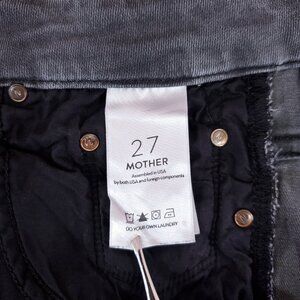 27
MOTHER
Assembled in USA
by both USA and foreign components
DO YOUR OWN LAUNDRY